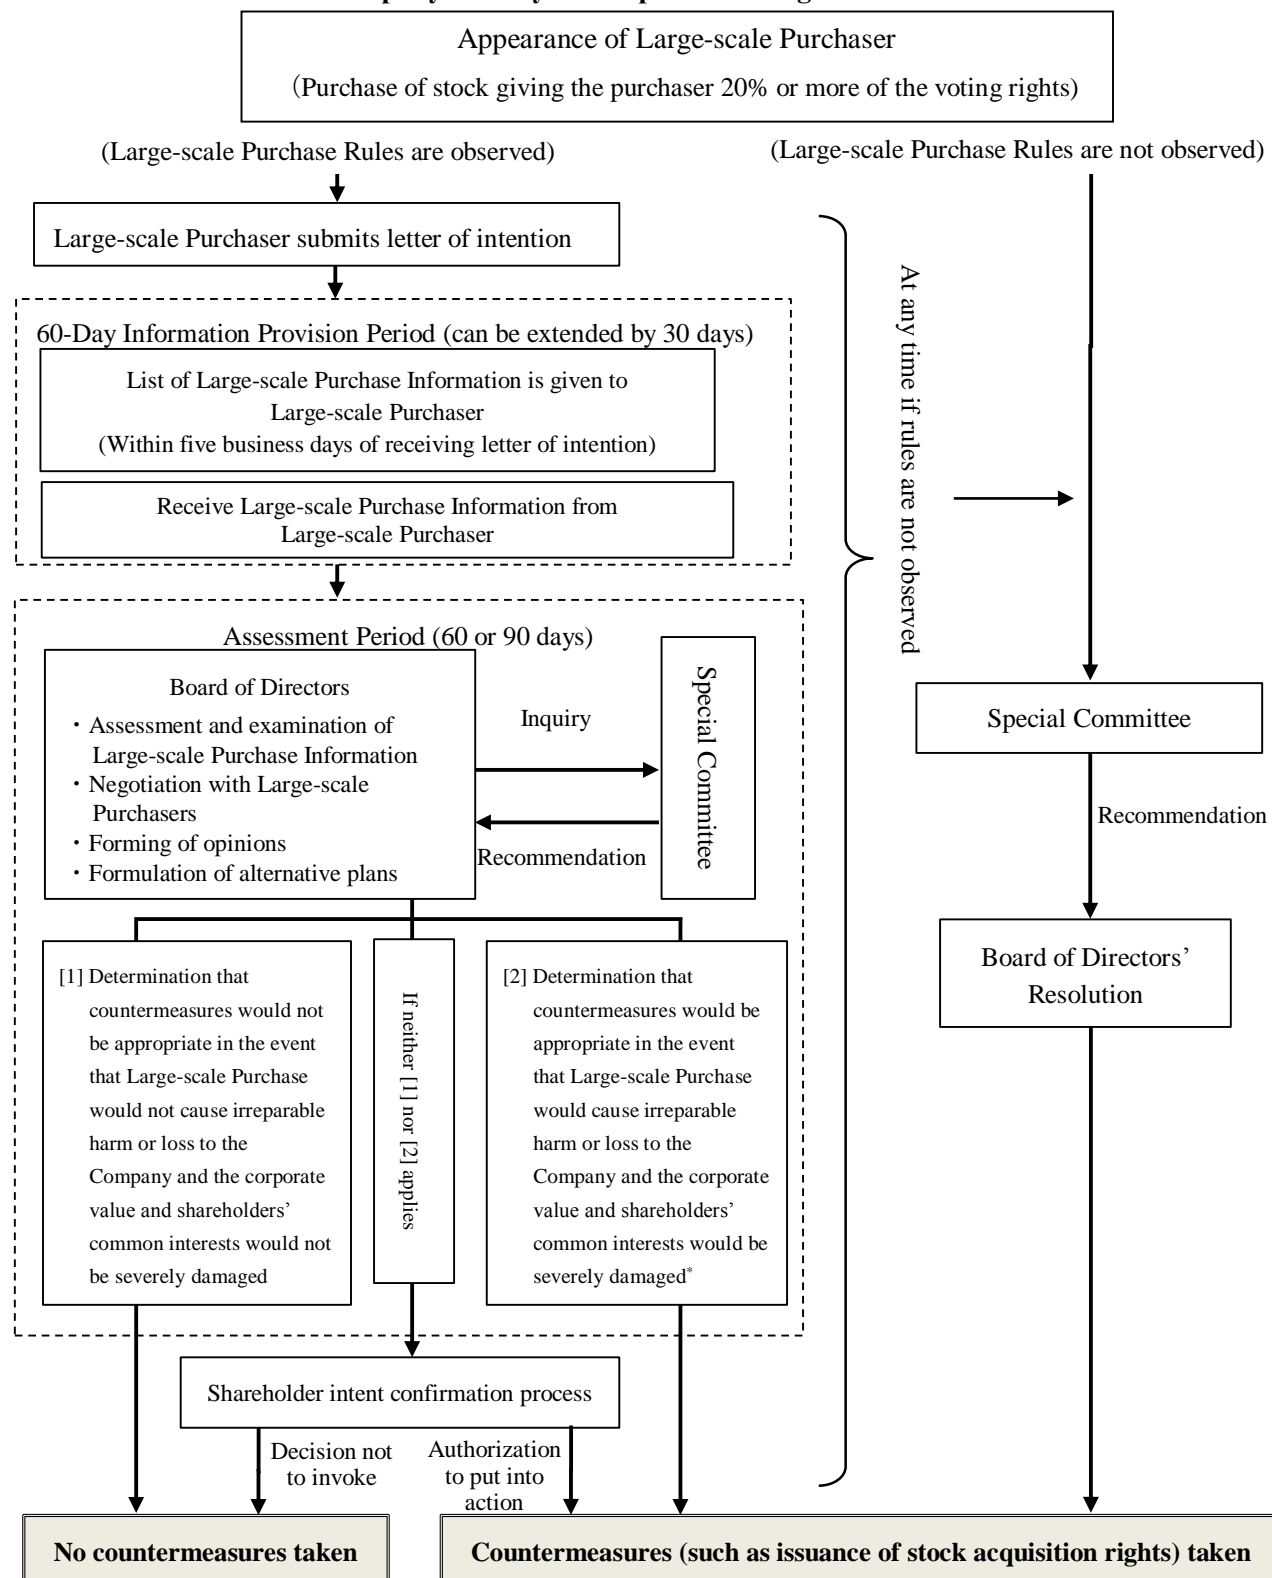 Appearance of Large-scale Purchaser
（Purchase of stock giving the purchaser 20% or more of the voting rights)
(Large-scale Purchase Rules are observed)
(Large-scale Purchase Rules are not observed)
Large-scale Purchaser submits letter of intention
60-Day Information Provision Period (can be extended by 30 days)
List of Large-scale Purchase Information is given to
Large-scale Purchaser
(Within five business days of receiving letter of intention)
Receive Large-scale Purchase Information from
Large-scale Purchaser
At any time if rules are not observed
Assessment Period (60 or 90 days)
Board of Directors
・Assessment and examination of
Large-scale Purchase Information
・Negotiation with Large-scale
Purchasers
・Forming of opinions
・Formulation of alternative plans
Inquiry
Recommendation
Special Committee
Special Committee
Recommendation
Board of Directors’
Resolution
[1] Determination that
countermeasures would not
be appropriate in the event
that Large-scale Purchase
would not cause irreparable
harm or loss to the
Company and the corporate
value and shareholders’
common interests would not
be severely damaged
If neither [1] nor [2] applies
[2] Determination that
countermeasures would be
appropriate in the event
that Large-scale Purchase
would cause irreparable
harm or loss to the
Company and the corporate
value and shareholders’
common interests would be
severely damaged*
Shareholder intent confirmation process
Decision not
to invoke
Authorization
to put into
action
No countermeasures taken
Countermeasures (such as issuance of stock acquisition rights) taken